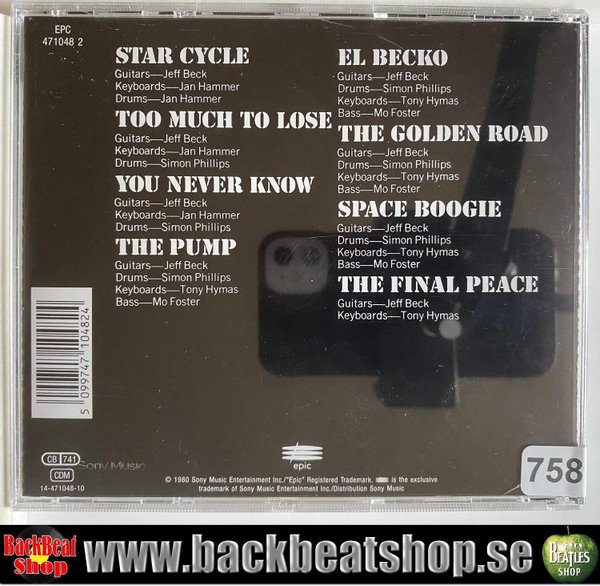 EPC
471048 2
STAR CYCLE
Guitars—Jeff Beck
Keyboards—Jan Hammer
Drums—Jan Hammer
TOO MUCH TO LOSE
Guitars—Jeff Beck
Keyboards—Jan Hammer
Drums—Simon Phillips
YOU NEVER KNOW
Guitars—Jeff Beck
Keyboards—Jan Hammer
Drums—Simon Phillips
THE PUMP
Guitars—Jeff Beck
Drums—Simon Phillips
Keyboards—Tony Hymas
Bass—Mo Foster
EL BECKO
Guitars—Jeff Beck
Drums—Simon Phillips
Keyboards—Tony Hymas
Bass—Mo Foster
THE GOLDEN ROAD
Guitars—Jeff Beck
Drums—Simon Phillips
Keyboards—Tony Hymas
Bass—Mo Foster
SPACE BOOGIE
Guitars—Jeff Beck
Drums—Simon Phillips
Keyboards—Tony Hymas
Bass—Mo Foster
THE FINAL PEACE
Guitars—Jeff Beck
Keyboards—Tony Hymas
5 099747 104824
CB 741
CDM
Sony Music
14-471048-10
epic
© 1980 Sony Music Entertainment Inc./"Epic" Registered Trademark. is the exclusive
trademark of Sony Music Entertainment Inc./Distribution Sony Music
758
BackBeat
Shop
www.backbeatshop.se
THE
BEATLES
SHOP